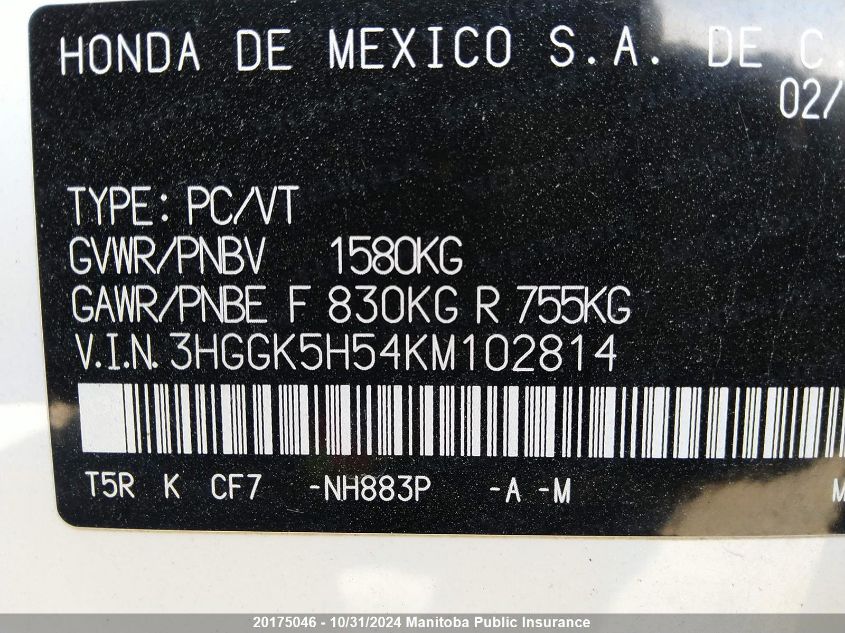 HONDA DE MEXICO S.A. DE C.
02/
TYPE: PC/VT
GVWR/PNBV 1580KG
GAWR/PNBE F 830KG R 755KG
V.I.N. 3HGGK5H54KM102814
T5R K CF7 -NH883P -A -M M
20175046 - 10/31/2024 Manitoba Public Insurance